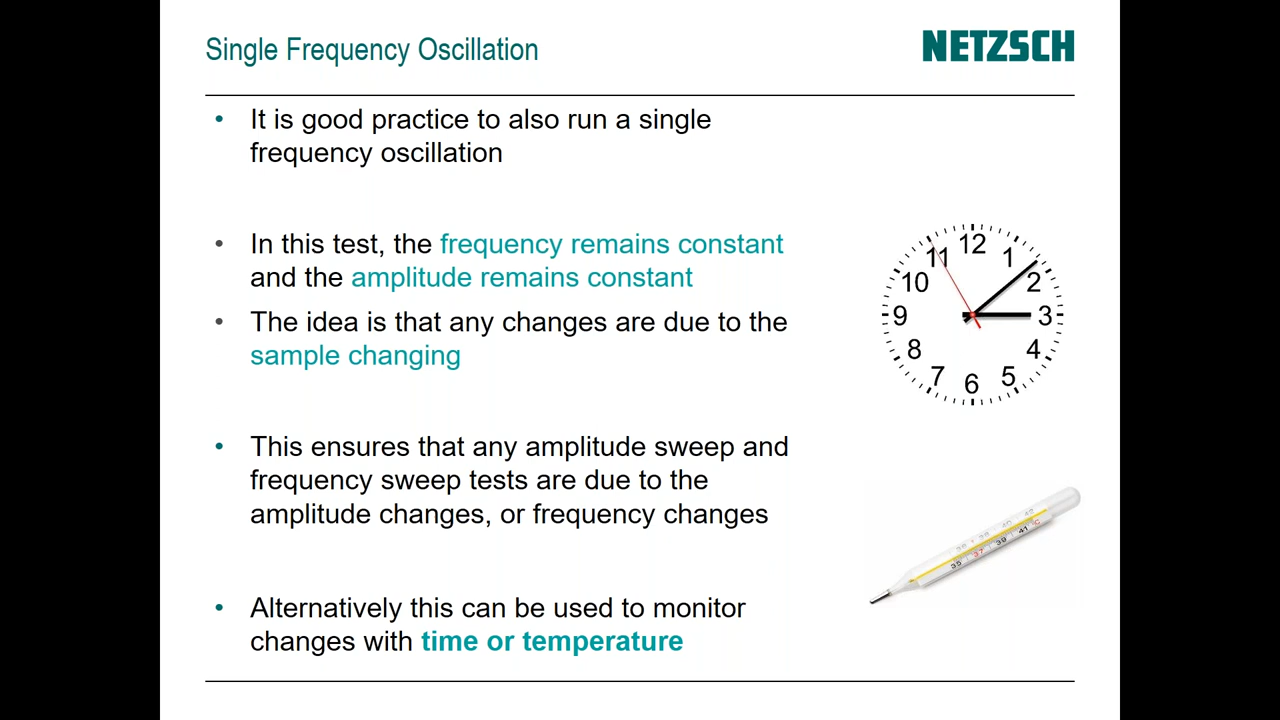 Single Frequency Oscillation
NETZSCH
• It is good practice to also run a single
frequency oscillation
• In this test, the frequency remains constant
and the amplitude remains constant
• The idea is that any changes are due to the
sample changing
• This ensures that any amplitude sweep and
frequency sweep tests are due to the
amplitude changes, or frequency changes
• Alternatively this can be used to monitor
changes with time or temperature
12
1
2
3
4
5
6
7
8
9
10
11
35 37 39 41 °C